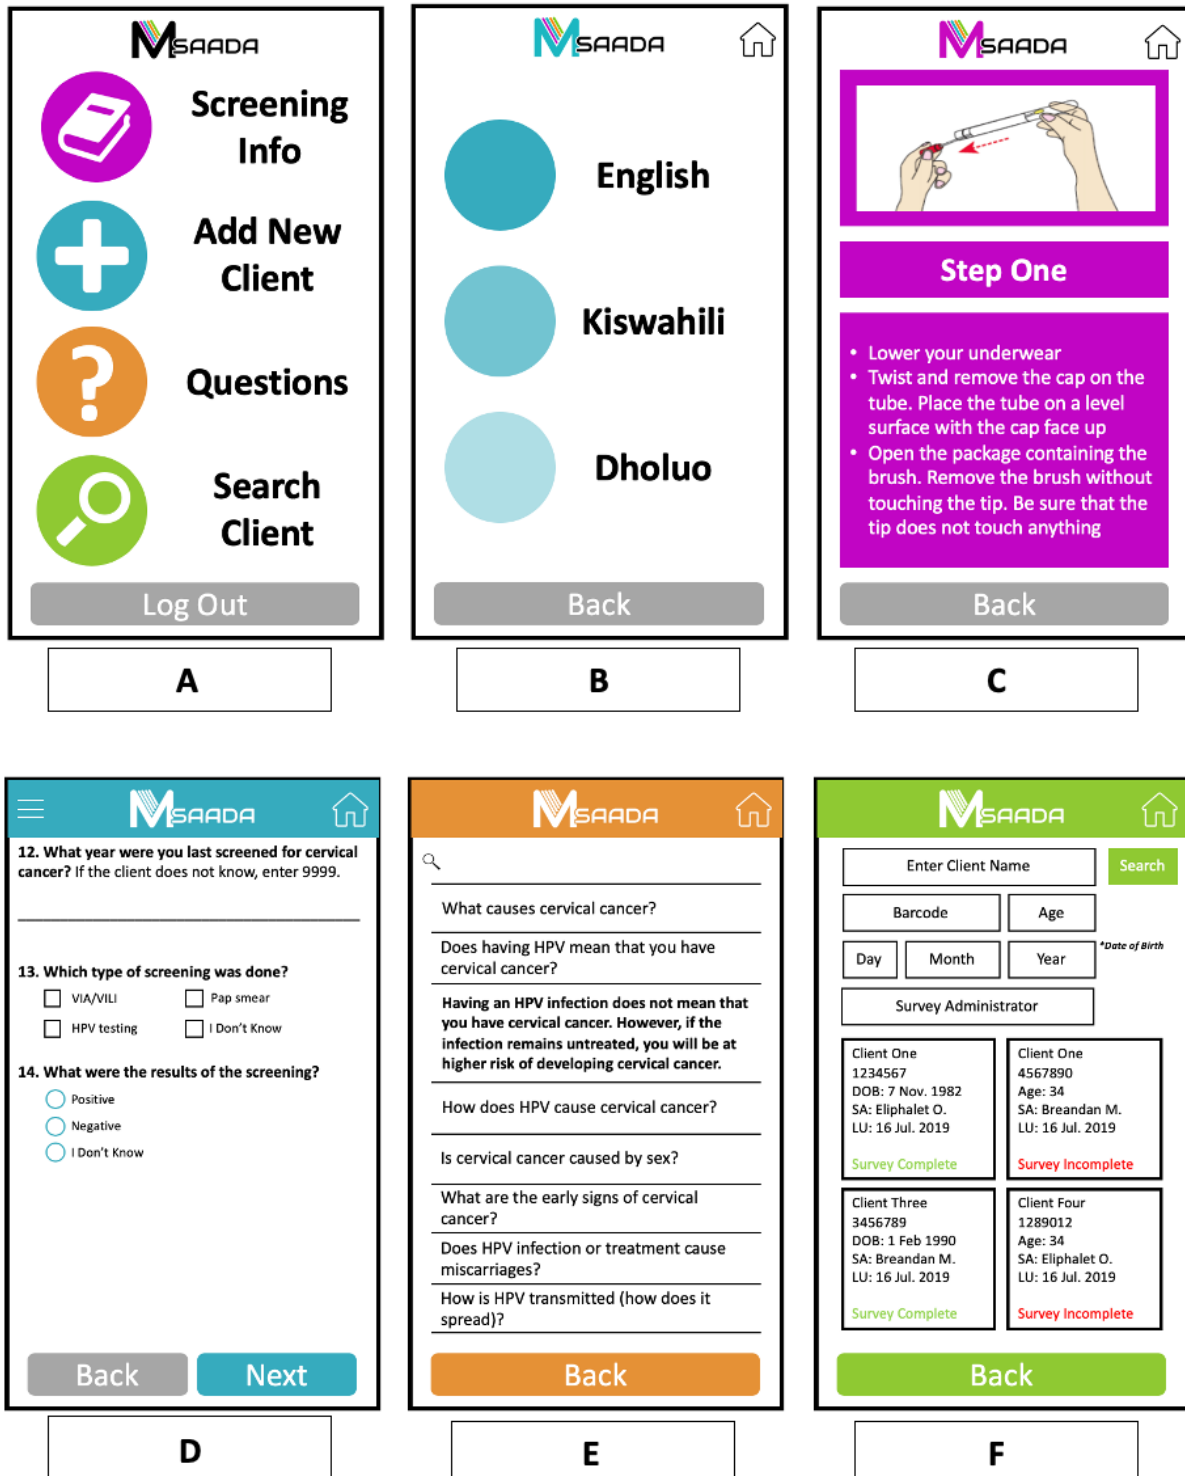 MSAADA
Screening
Info
Add New
Client
Questions
Search
Client
Log Out
A
MSAADA
English
Kiswahili
Dholuo
Back
B
MSAADA
Step One
• Lower your underwear
• Twist and remove the cap on the
tube. Place the tube on a level
surface with the cap face up
• Open the package containing the
brush. Remove the brush without
touching the tip. Be sure that the
tip does not touch anything
Back
C
MSAADA
12. What year were you last screened for cervical
cancer? If the client does not know, enter 9999.
13. Which type of screening was done?
VIA/VILI
Pap smear
HPV testing
I Don't Know
14. What were the results of the screening?
Positive
Negative
I Don't Know
Back
Next
D
MSAADA
What causes cervical cancer?
Does having HPV mean that you have
cervical cancer?
Having an HPV infection does not mean that
you have cervical cancer. However, if the
infection remains untreated, you will be at
higher risk of developing cervical cancer.
How does HPV cause cervical cancer?
Is cervical cancer caused by sex?
What are the early signs of cervical
cancer?
Does HPV infection or treatment cause
miscarriages?
How is HPV transmitted (how does it
spread)?
Back
E
MSAADA
Enter Client Name
Search
Barcode
Age
Day
Month
Year
*Date of Birth
Survey Administrator
Client One
1234567
DOB: 7 Nov. 1982
SA: Eliphalet O.
LU: 16 Jul. 2019
Survey Complete
Client One
4567890
Age: 34
SA: Breandan M.
LU: 16 Jul. 2019
Survey Incomplete
Client Three
3456789
DOB: 1 Feb 1990
SA: Breandan M.
LU: 16 Jul. 2019
Survey Complete
Client Four
1289012
Age: 34
SA: Eliphalet O.
LU: 16 Jul. 2019
Survey Incomplete
Back
F